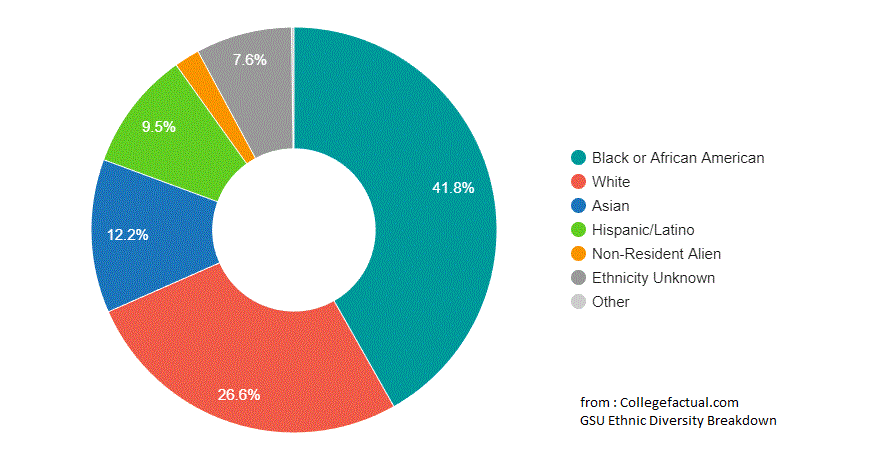 7.6%
9.5%
41.8%
12.2%
26.6%
Black or African American
White
Asian
Hispanic/Latino
Non-Resident Alien
Ethnicity Unknown
Other
from : Collegefactual.com
GSU Ethnic Diversity Breakdown